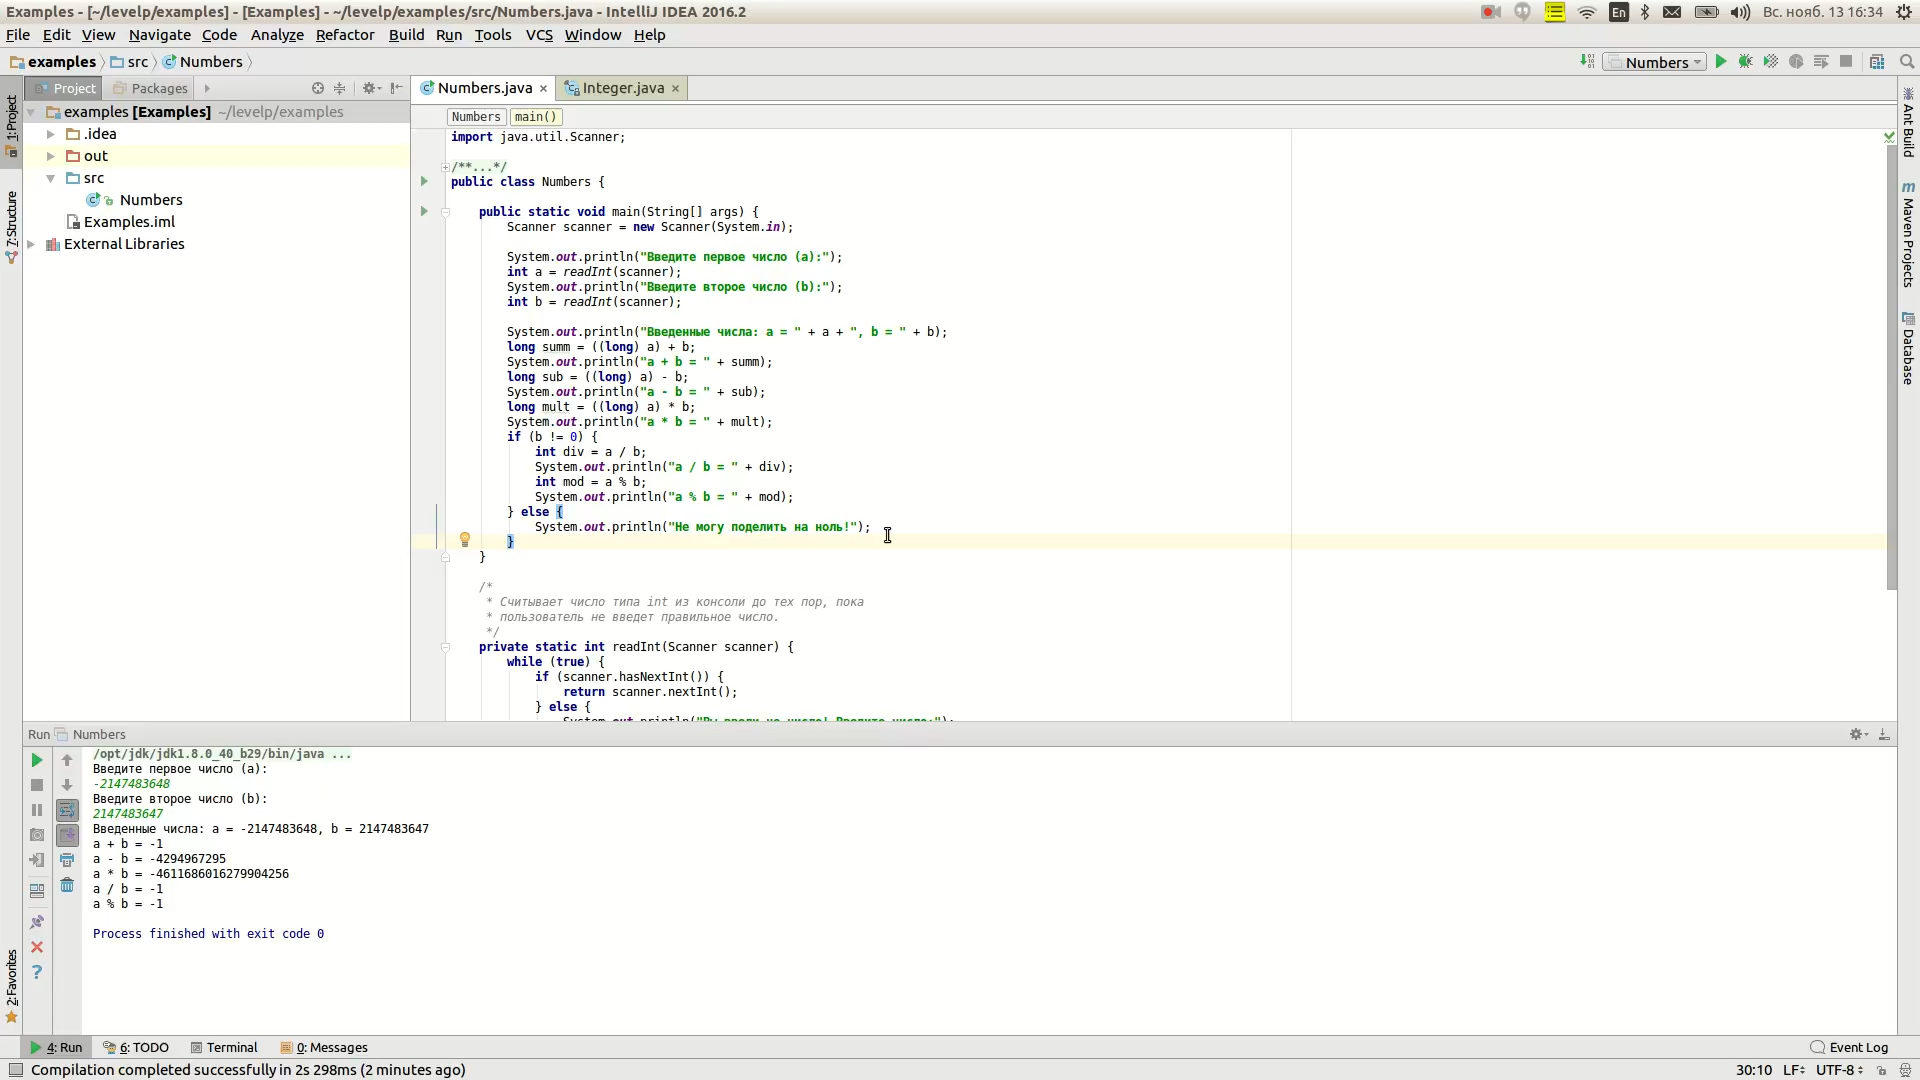 Examples - [~/levelp/examples] - [Examples] - ~/levelp/examples/src/Numbers.java - IntelliJ IDEA 2016.2
En
Вс. нояб. 13 16:34
File Edit View Navigate Code Analyze Refactor Build Run Tools VCS Window Help
examples src Numbers
Numbers
Project Packages
Numbers.java Integer.java
1: Project
7: Structure
2: Favorites
examples [Examples] ~/levelp/examples
.idea
out
src
Numbers
Examples.iml
External Libraries
Numbers main()
import java.util.Scanner;
/**...*/
public class Numbers {
public static void main(String[] args) {
Scanner scanner = new Scanner(System.in);
System.out.println("Введите первое число (a):");
int a = readInt(scanner);
System.out.println("Введите второе число (b):");
int b = readInt(scanner);
System.out.println("Введенные числа: a = " + a + ", b = " + b);
long summ = ((long) a) + b;
System.out.println("a + b = " + summ);
long sub = ((long) a) - b;
System.out.println("a - b = " + sub);
long mult = ((long) a) * b;
System.out.println("a * b = " + mult);
if (b != 0) {
int div = a / b;
System.out.println("a / b = " + div);
int mod = a % b;
System.out.println("a % b = " + mod);
} else {
System.out.println("Не могу поделить на ноль!");
}
}
/*
* Считывает число типа int из консоли до тех пор, пока
* пользователь не введет правильное число.
*/
private static int readInt(Scanner scanner) {
while (true) {
if (scanner.hasNextInt()) {
return scanner.nextInt();
} else {
System.out.println("Вы ввели не число! Введите число:");
Ant Build
m Maven Projects
Database
Run Numbers
/opt/jdk/jdk1.8.0_40_b29/bin/java ...
Введите первое число (a):
-2147483648
Введите второе число (b):
2147483647
Введенные числа: a = -2147483648, b = 2147483647
a + b = -1
a - b = -4294967295
a * b = -4611686016279904256
a / b = -1
a % b = -1
Process finished with exit code 0
4: Run 6: TODO Terminal 0: Messages Event Log
Compilation completed successfully in 2s 298ms (2 minutes ago) 30:10 LF UTF-8